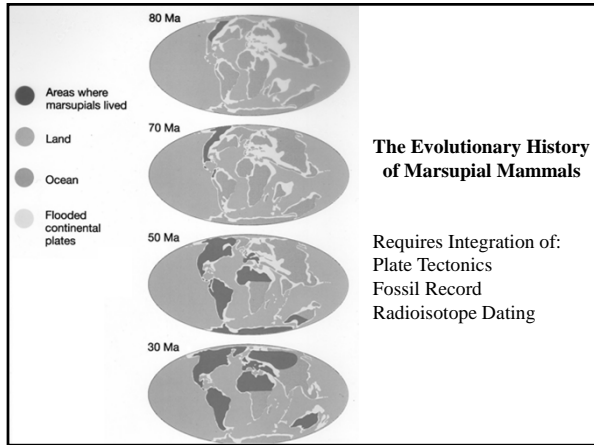 80 Ma
Areas where
marsupials lived
Land
Ocean
Flooded
continental
plates
70 Ma
50 Ma
30 Ma
The Evolutionary History
of Marsupial Mammals
Requires Integration of:
Plate Tectonics
Fossil Record
Radioisotope Dating